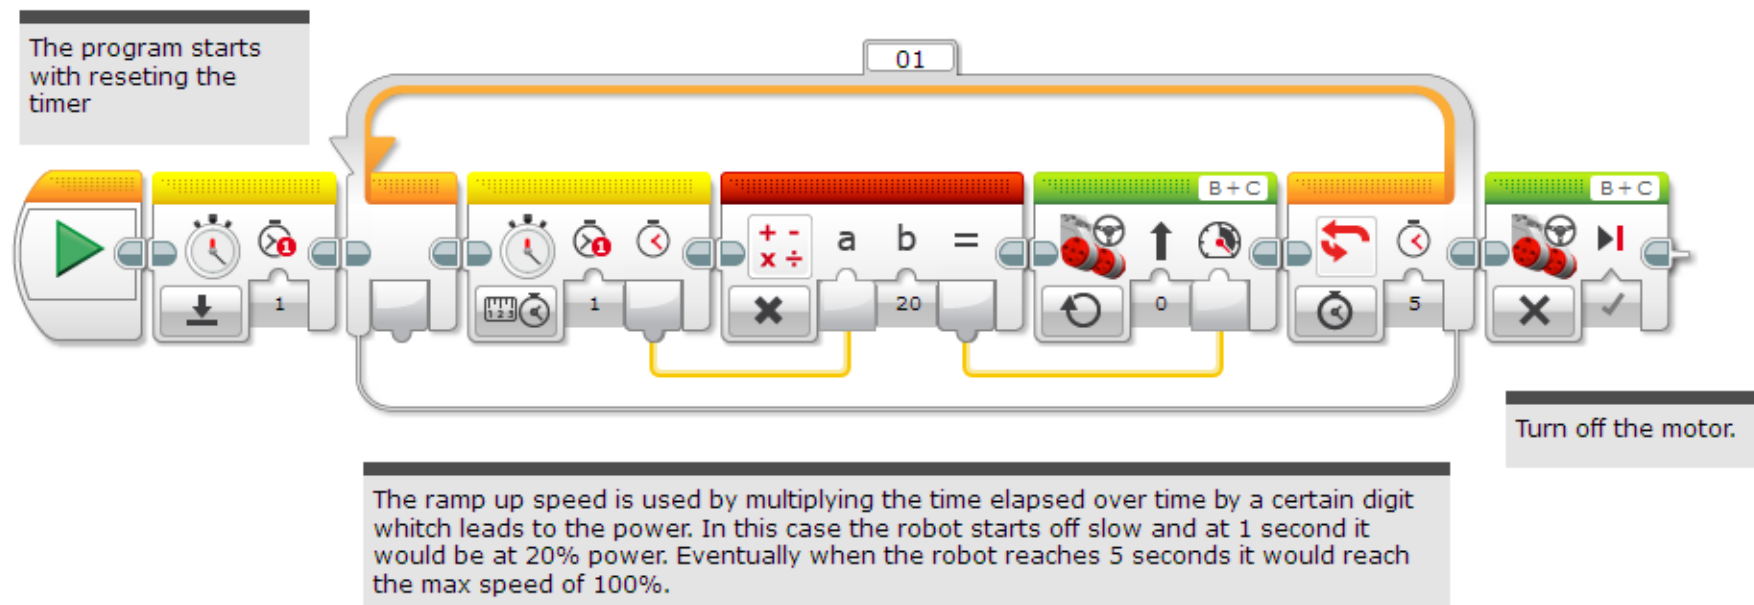 The program starts
with reseting the
timer
01
B + C
B + C
1
1
a b =
20
0
5
1 2 3
+ -
x ÷
Turn off the motor.
The ramp up speed is used by multiplying the time elapsed over time by a certain digit
whitch leads to the power. In this case the robot starts off slow and at 1 second it
would be at 20% power. Eventually when the robot reaches 5 seconds it would reach
the max speed of 100%.